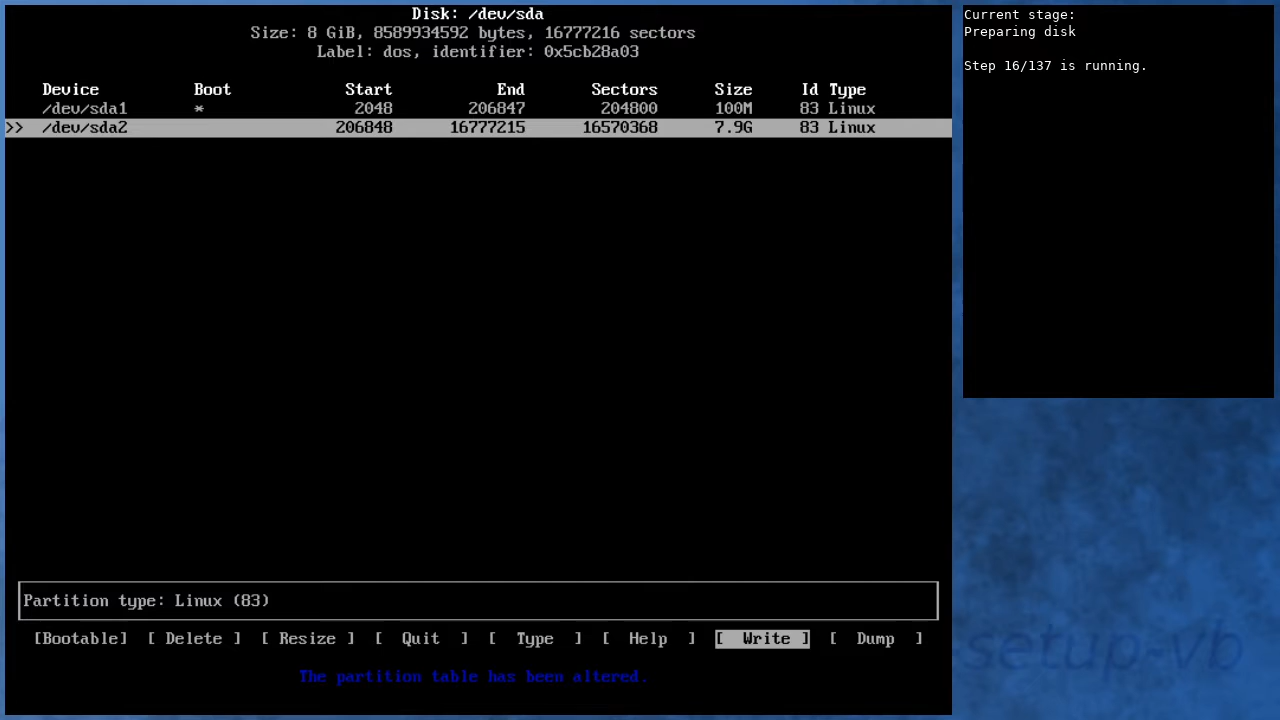 Disk: /dev/sda
Size: 8 GiB, 8589934592 bytes, 16777216 sectors
Label: dos, identifier: 0x5cb28a03
Device Boot Start End Sectors Size Id Type
/dev/sda1 * 2048 206847 204800 100M 83 Linux
>> /dev/sda2 206848 16777215 16570368 7.9G 83 Linux
Partition type: Linux (83)
[Bootable] [ Delete ] [ Resize ] [ Quit ] [ Type ] [ Help ] [ Write ] [ Dump ]
The partition table has been altered.
Current stage:
Preparing disk
Step 16/137 is running.
-setup-vb